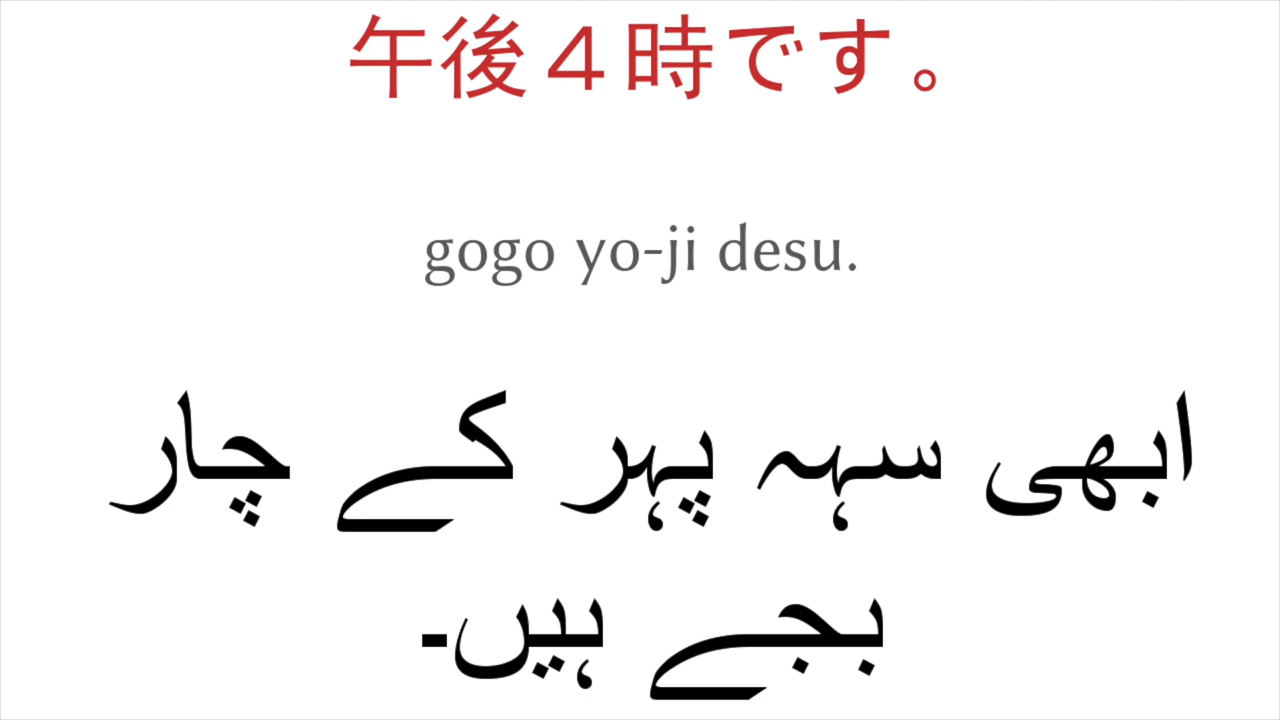 午後４時です。
gogo yo-ji desu.
ابھی سہہ پہر کے چار
بجے ہیں۔